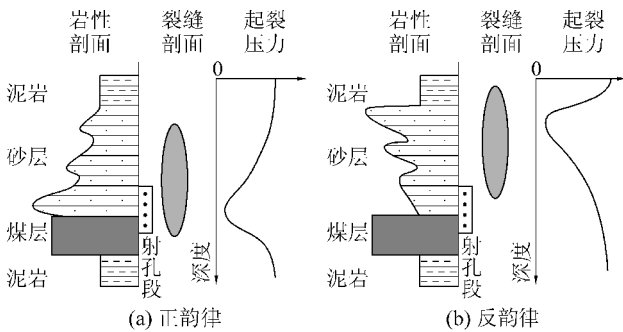 岩性 裂缝 起裂
剖面 剖面 压力
0
泥岩
砂层
煤层
泥岩
射孔段
深度
(a) 正韵律
岩性 裂缝 起裂
剖面 剖面 压力
0
泥岩
砂层
煤层
泥岩
射孔段
深度
(b) 反韵律